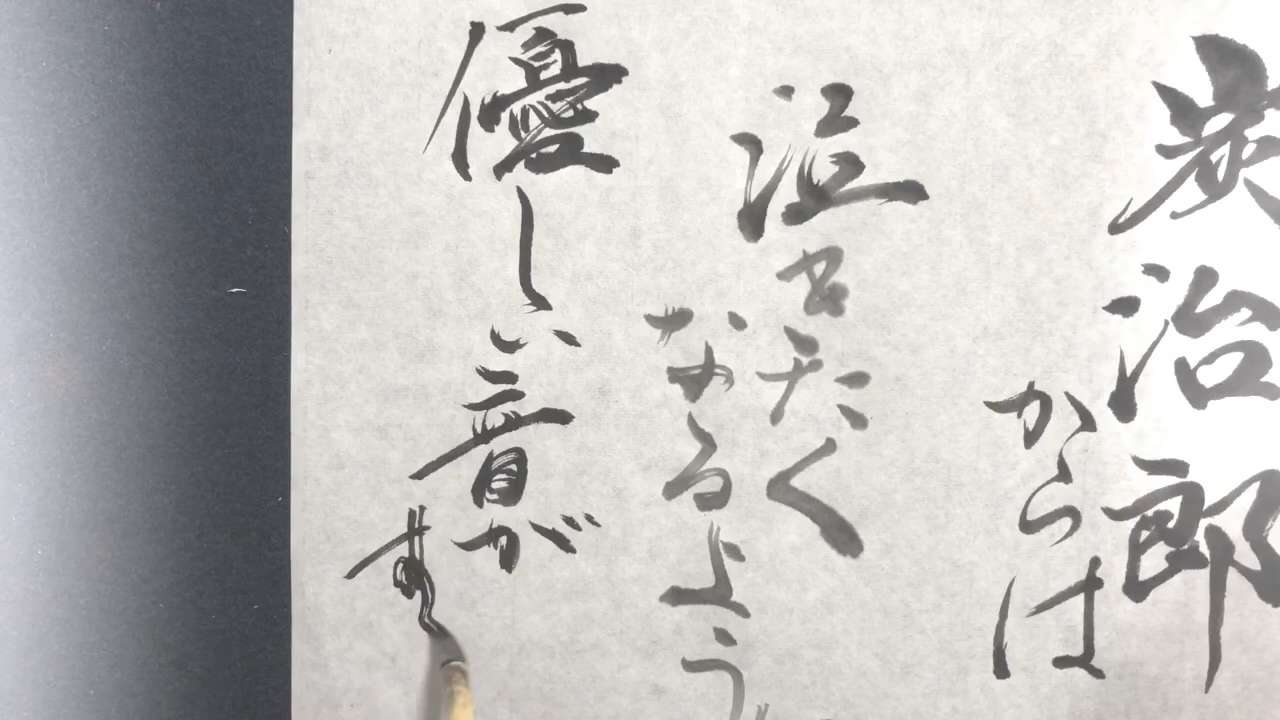 炭治郎
からは
泣きたく
なるよう
優しい音が
す